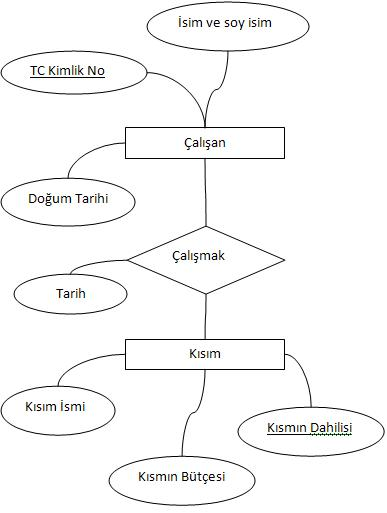 İsim ve soy isim
TC Kimlik No
Çalışan
Doğum Tarihi
Çalışmak
Tarih
Kısım
Kısım İsmi
Kısmın Dahilisi
Kısmın Bütçesi